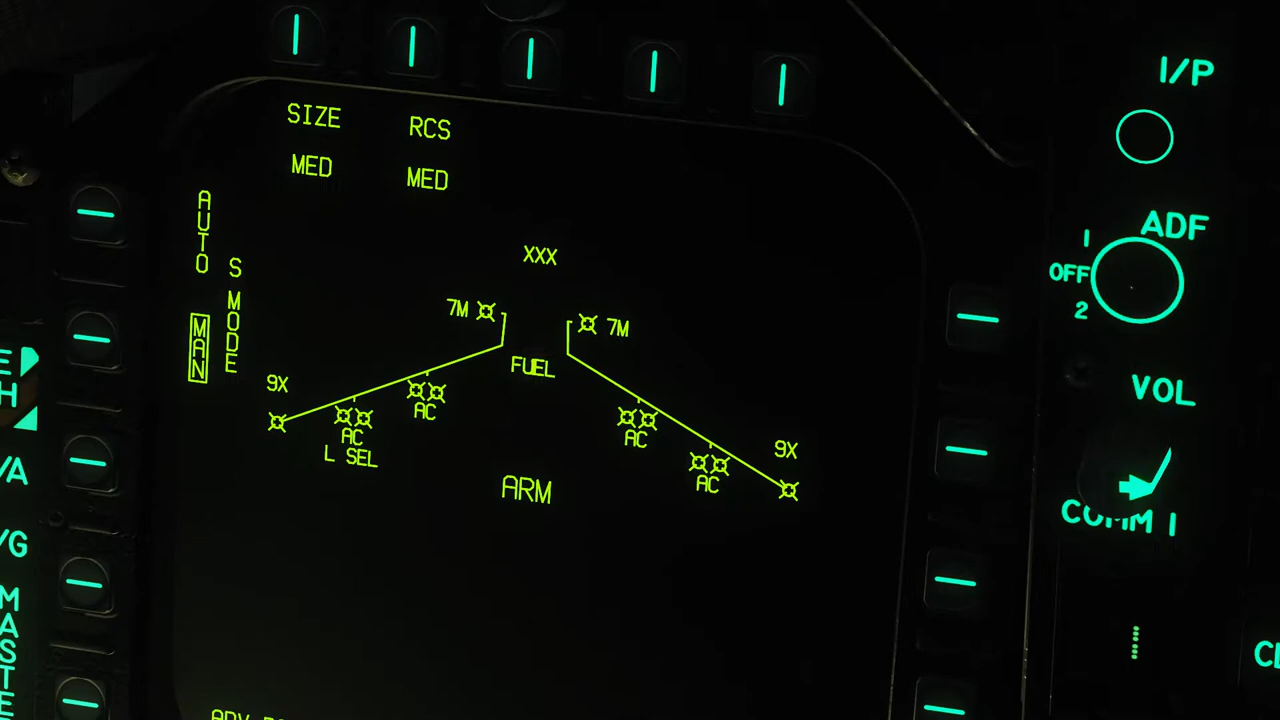 I/P
SIZE RCS
MED MED
AUTO
S MODE
MAN
ADF
1
OFF
2
XXX
7M 7M
FUEL
9X
AC
AC
L SEL
AC
AC
9X
ARM
VOL
COMM 1
/A
/G